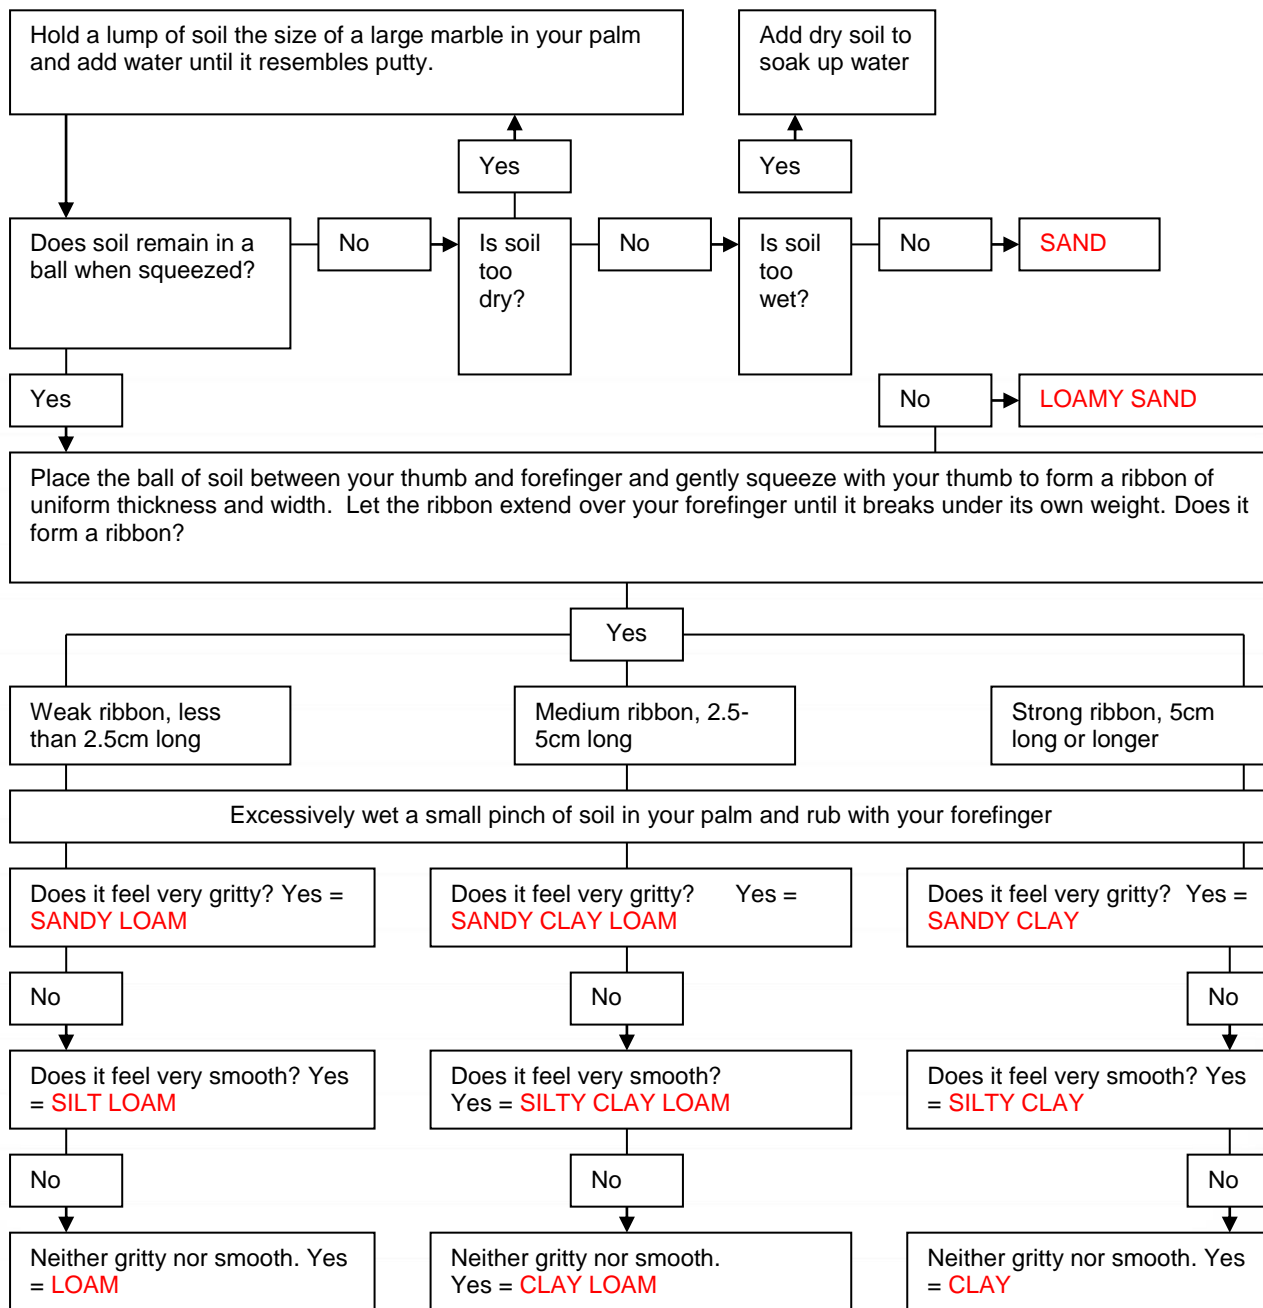 Hold a lump of soil the size of a large marble in your palm
and add water until it resembles putty.
Add dry soil to
soak up water
Yes
Yes
Does soil remain in a
ball when squeezed?
No
Is soil
too
dry?
No
Is soil
too
wet?
No
SAND
Yes
No
LOAMY SAND
Place the ball of soil between your thumb and forefinger and gently squeeze with your thumb to form a ribbon of
uniform thickness and width.  Let the ribbon extend over your forefinger until it breaks under its own weight. Does it
form a ribbon?
Yes
Weak ribbon, less
than 2.5cm long
Medium ribbon, 2.5-
5cm long
Strong ribbon, 5cm
long or longer
Excessively wet a small pinch of soil in your palm and rub with your forefinger
Does it feel very gritty? Yes =
SANDY LOAM
Does it feel very gritty? Yes =
SANDY CLAY LOAM
Does it feel very gritty? Yes =
SANDY CLAY
No
No
No
Does it feel very smooth? Yes
= SILT LOAM
Does it feel very smooth?
Yes = SILTY CLAY LOAM
Does it feel very smooth? Yes
= SILTY CLAY
No
No
No
Neither gritty nor smooth. Yes
= LOAM
Neither gritty nor smooth.
Yes = CLAY LOAM
Neither gritty nor smooth. Yes
= CLAY